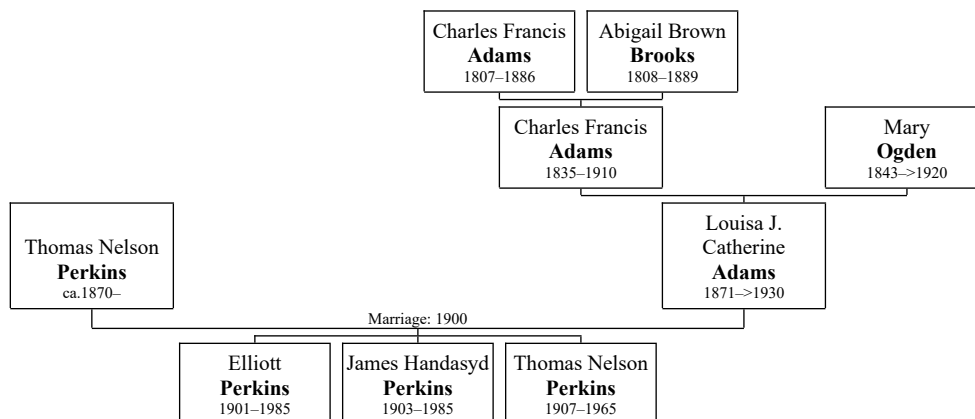 Charles Francis
Adams
1807–1886
Abigail Brown
Brooks
1808–1889
Charles Francis
Adams
1835–1910
Mary
Ogden
1843–>1920
Thomas Nelson
Perkins
ca.1870–
Louisa J.
Catherine
Adams
1871–>1930
Marriage: 1900
Elliott
Perkins
1901–1985
James Handasyd
Perkins
1903–1985
Thomas Nelson
Perkins
1907–1965